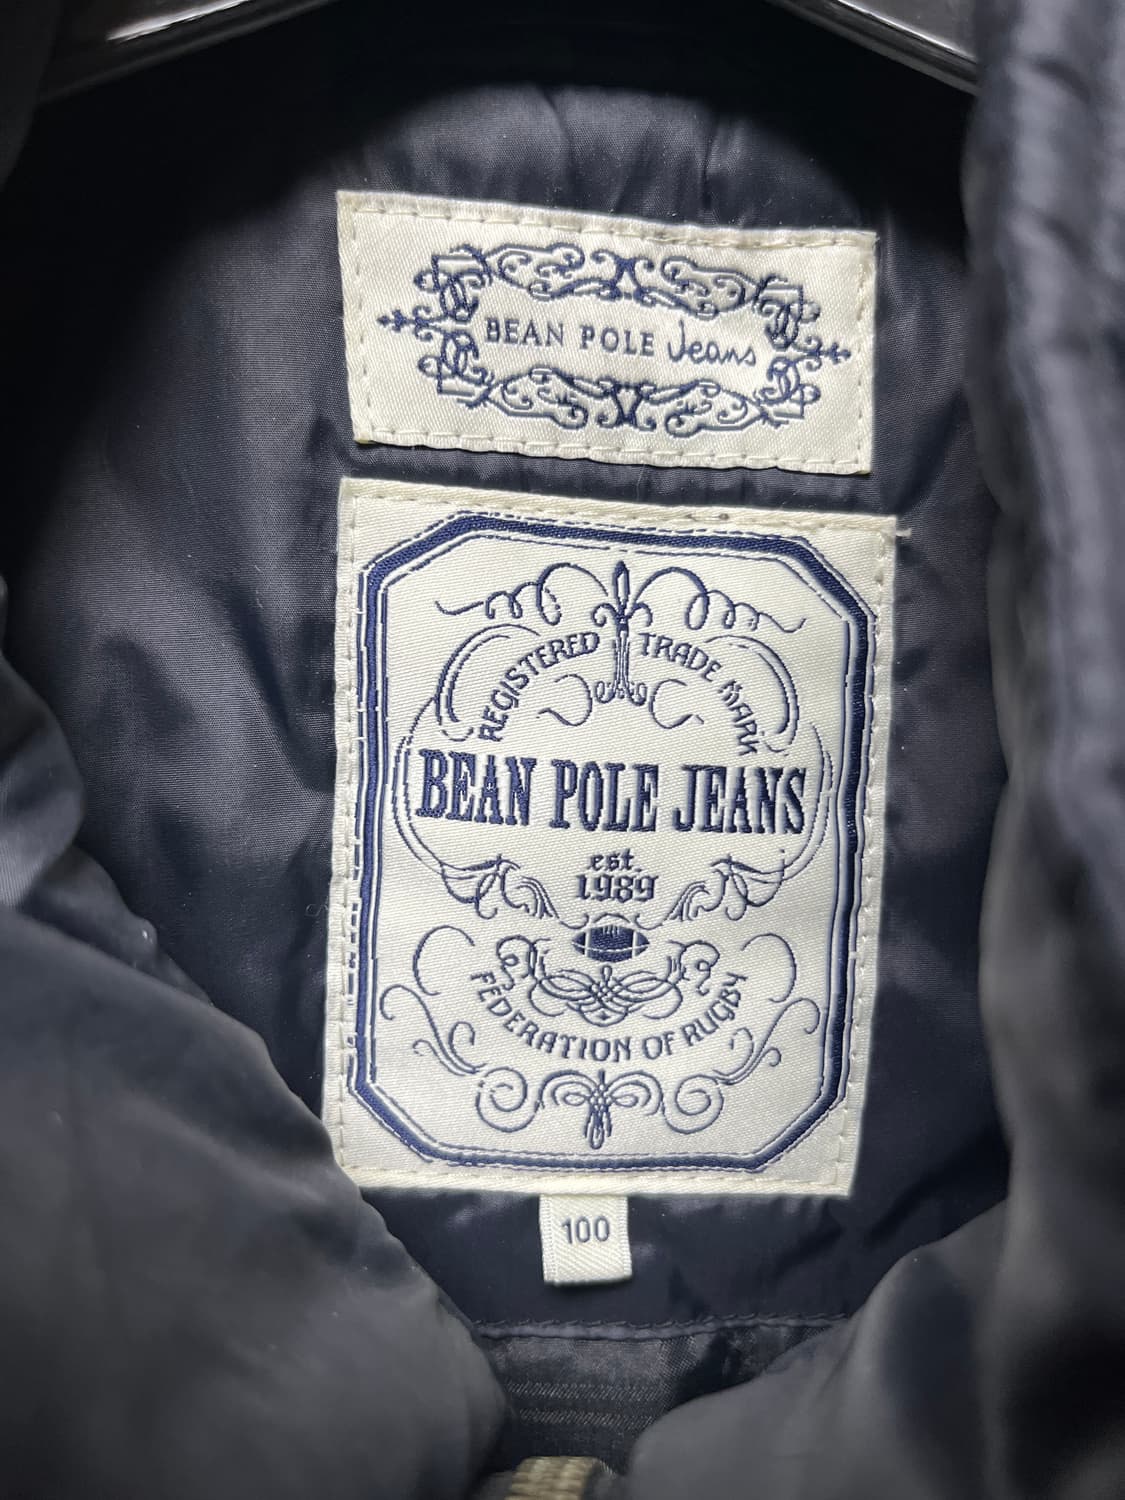 BEAN POLE Jeans
REGISTERED TRADE MARK
BEAN POLE JEANS
est.
1989
FEDERATION OF RUGBY
100